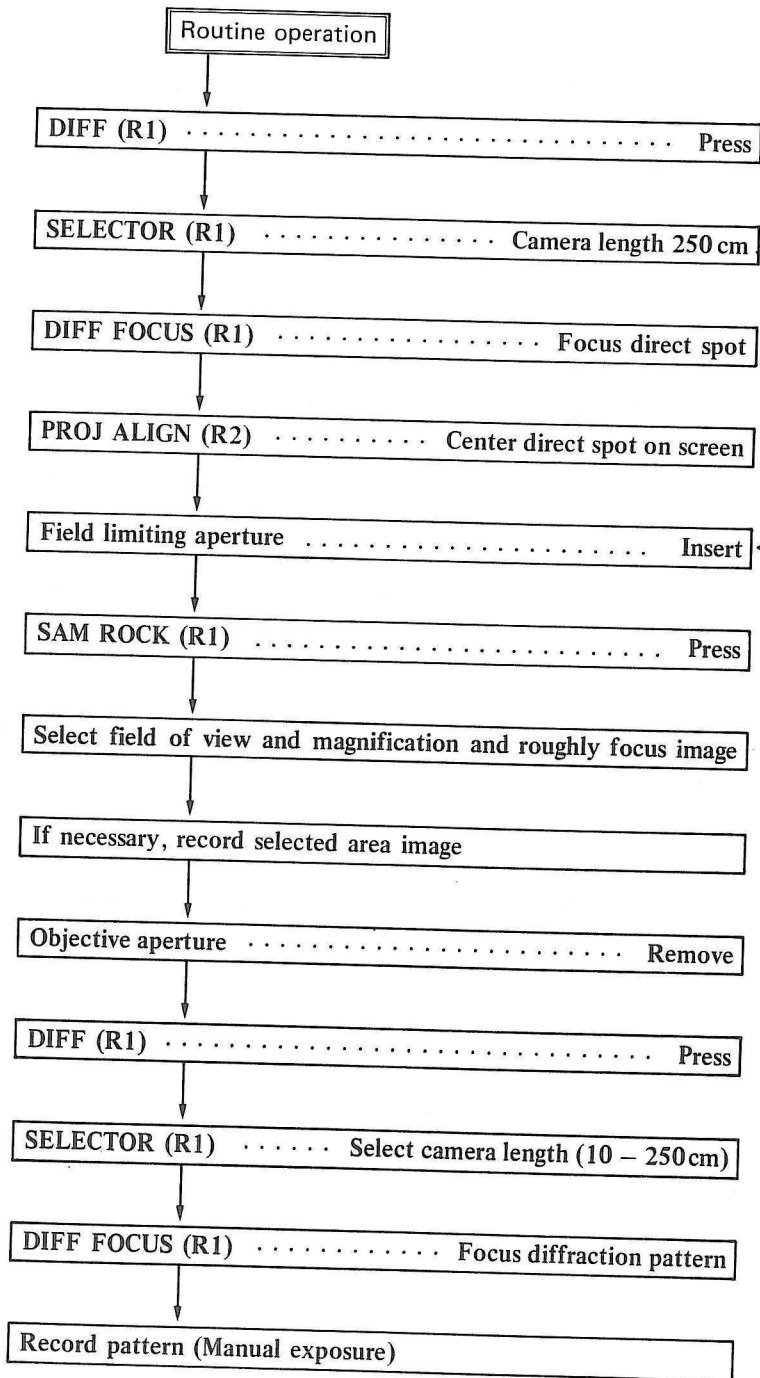 Routine operation
DIFF (R1) . . . . . . . . . . . . . . . . . . . . . . . . . . . . . . . Press
SELECTOR (R1) . . . . . . . . . . . . . . . Camera length 250 cm
DIFF FOCUS (R1) . . . . . . . . . . . . . . . . . Focus direct spot
PROJ ALIGN (R2) . . . . . . . . . . Center direct spot on screen
Field limiting aperture . . . . . . . . . . . . . . . . . . . . . . Insert
SAM ROCK (R1) . . . . . . . . . . . . . . . . . . . . . . . . . . Press
Select field of view and magnification and roughly focus image
If necessary, record selected area image
Objective aperture . . . . . . . . . . . . . . . . . . . . . . . . Remove
DIFF (R1) . . . . . . . . . . . . . . . . . . . . . . . . . . . . . . . Press
SELECTOR (R1) . . . . . . Select camera length (10 – 250cm)
DIFF FOCUS (R1) . . . . . . . . . . . . Focus diffraction pattern
Record pattern (Manual exposure)